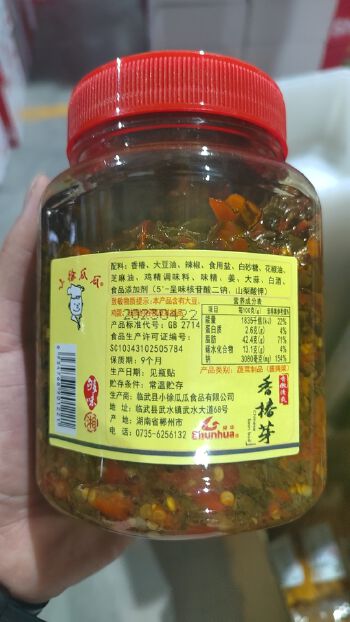 小徐瓜瓜
配料：香椿、大豆油、辣椒、食用盐、白砂糖、花椒油、
芝麻油、鸡精调味料、味精、姜、大蒜、白酒、
食品添加剂（5'-呈味核苷酸二钠、山梨酸钾）
致敏物质提示：本产品含有大豆、
产品标准代号：GB 2714
食品生产许可证编号：
SC10343102505784
保质期：9个月
生产日期：见瓶贴
贮存条件：常温贮存
厂名：临武县小徐瓜瓜食品有限公司
地址：临武县武水镇武水大道68号
产地：湖南省郴州市
电话：0735-6256132
营养成分表
项目 每100克(g) 营养素参考值%
能量 1835千焦(kJ) 22%
蛋白质 2.6克(g) 4%
脂肪 42.4克(g) 71%
碳水化合物 13.1克(g) 4%
钠 3080毫克(mg) 154%
产品类别：蔬菜制品（酱腌菜）
香椿芽
Chunhua